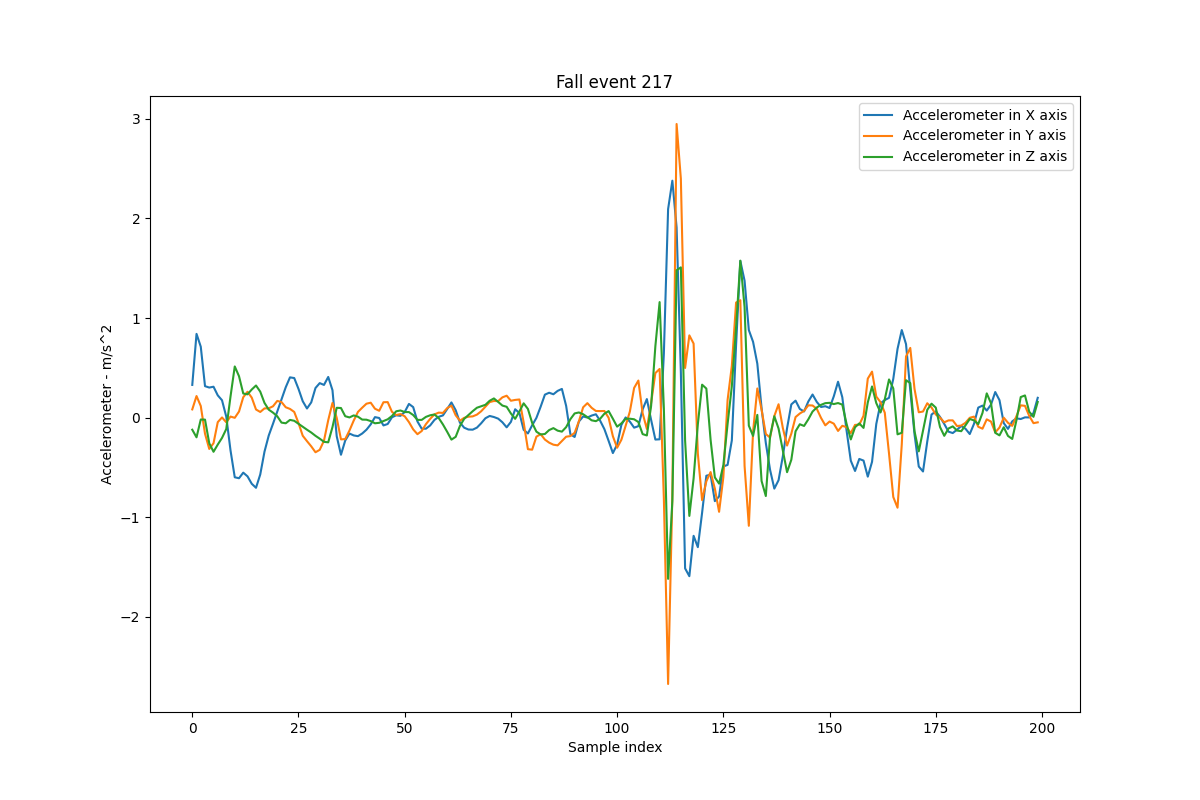 Fall event 217
Accelerometer in X axis
Accelerometer in Y axis
Accelerometer in Z axis
Accelerometer - m/s^2
3
2
1
0
−1
−2
0
25
50
75
100
125
150
175
200
Sample index